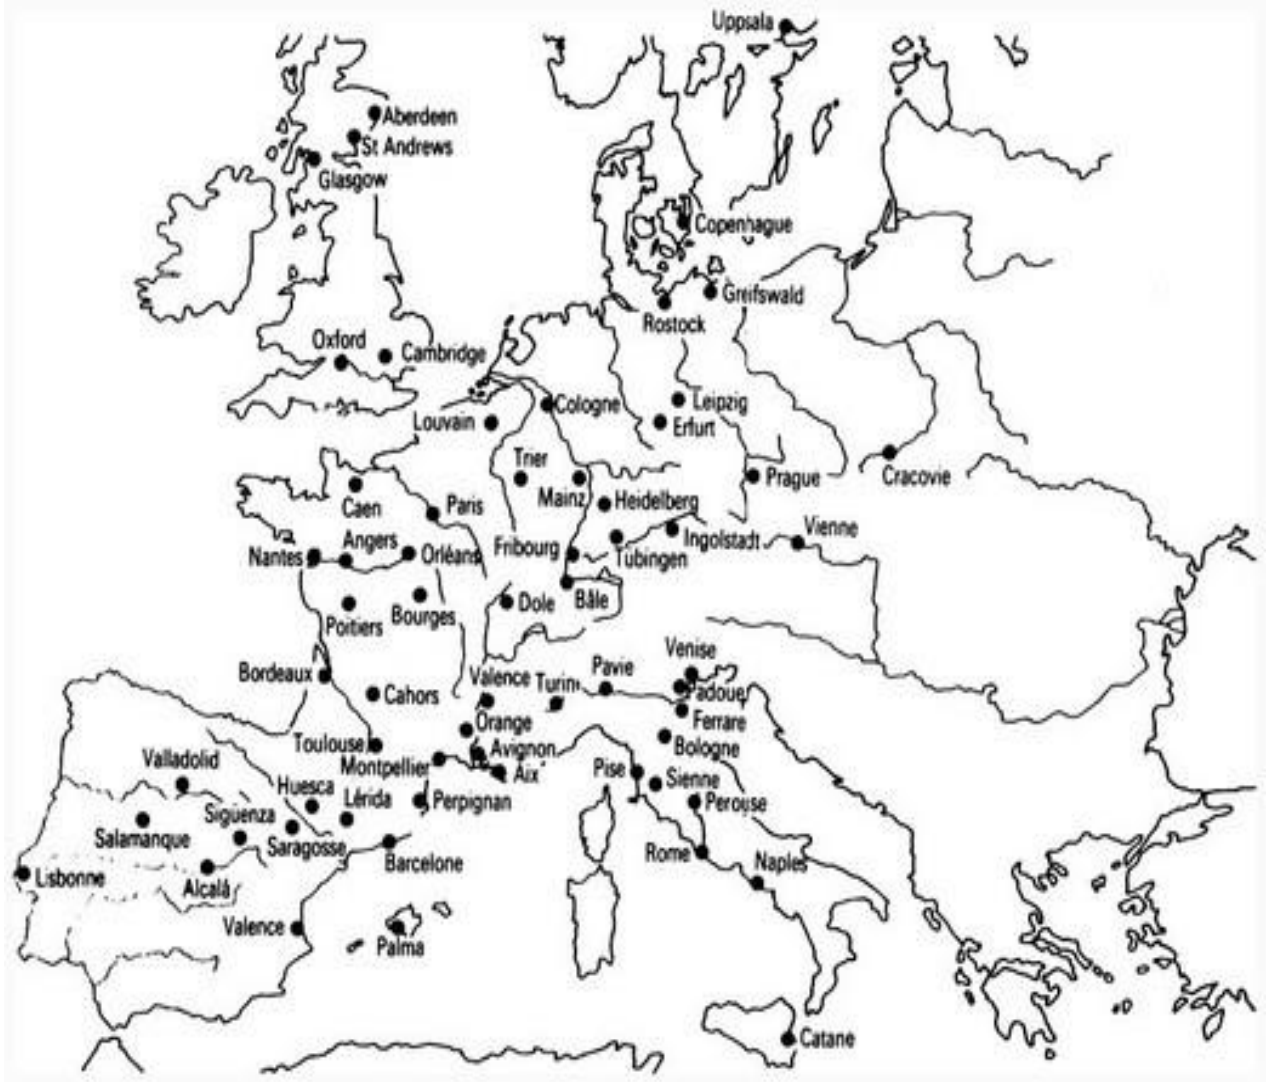 Uppsala
Aberdeen
St Andrews
Glasgow
Copenhague
Greifswald
Rostock
Oxford
Cambridge
Cologne
Leipzig
Louvain
Erfurt
Trier
Prague
Cracovie
Mainz
Heidelberg
Caen
Paris
Vienne
Angers
Ingolstadt
Nantes
Orléans
Fribourg
Tübingen
Dole
Bâle
Bourges
Poitiers
Venise
Bordeaux
Valence
Turin
Pavie
Cahors
Padoue
Orange
Ferrare
Toulouse
Avignon
Bologne
Valladolid
Montpellier
Aix
Pise
Sienne
Huesca
Lérida
Perpignan
Perouse
Sigüenza
Salamanque
Saragosse
Rome
Barcelone
Naples
Lisbonne
Alcalá
Valence
Palma
Catane